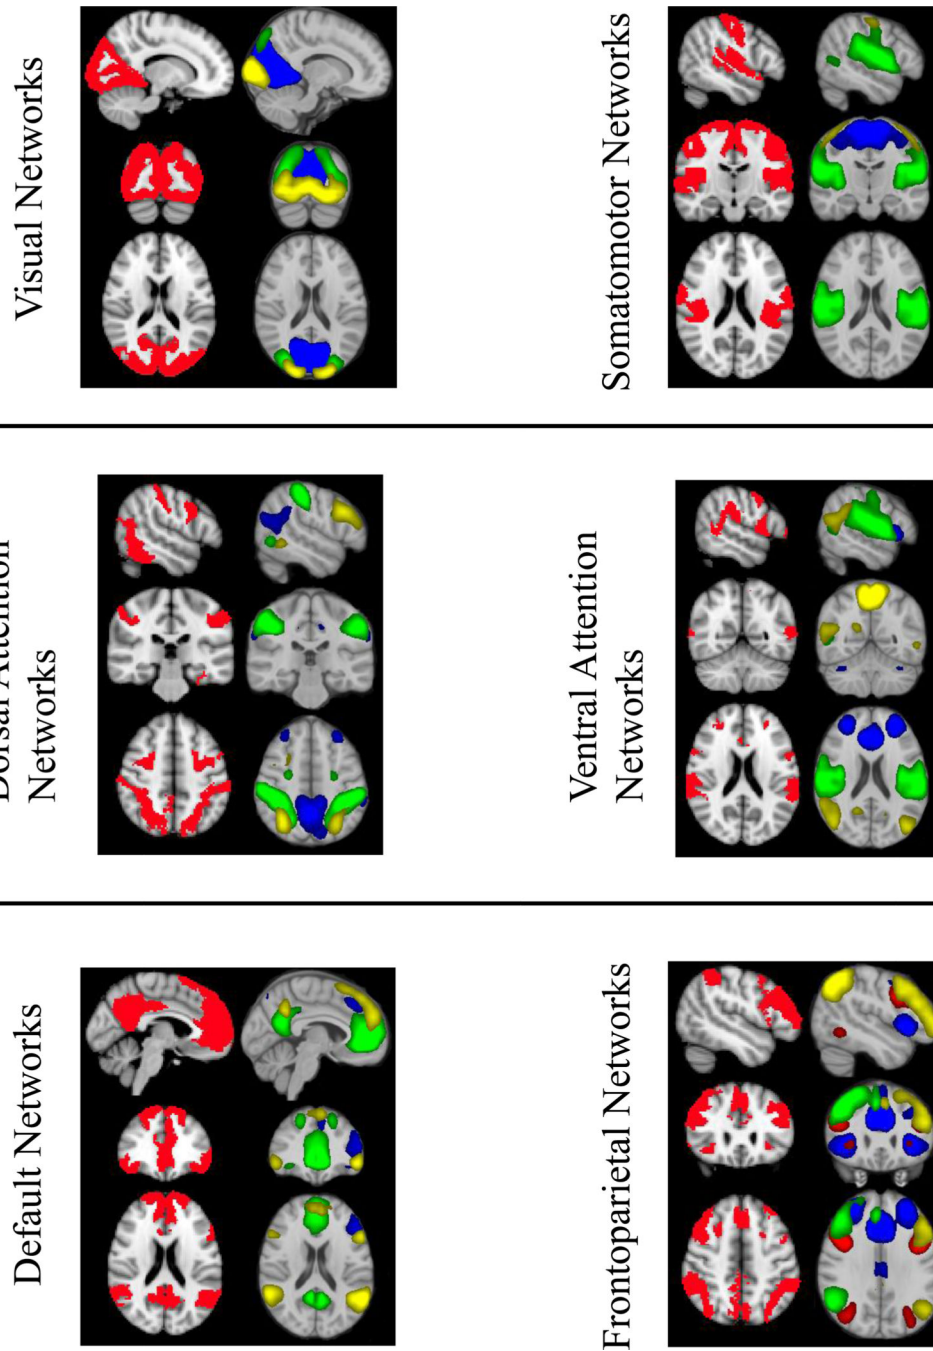 Visual Networks
Somatomotor Networks
Networks
Ventral Attention
Networks
Default Networks
Frontoparietal Networks